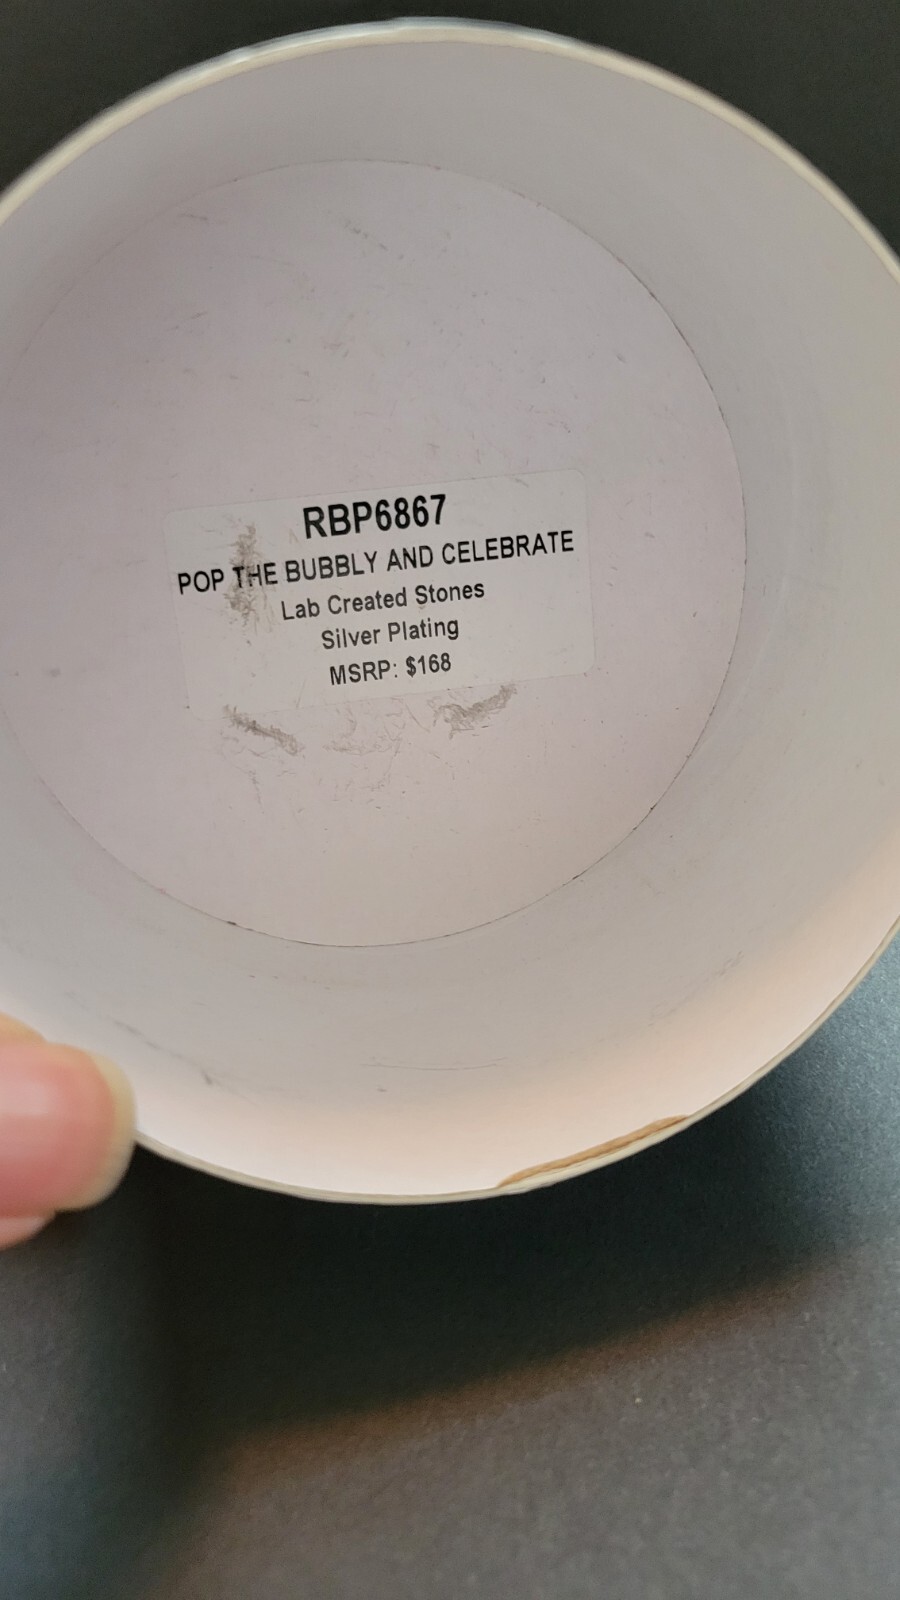 RBP6867
POP THE BUBBLY AND CELEBRATE
Lab Created Stones
Silver Plating
MSRP: $168